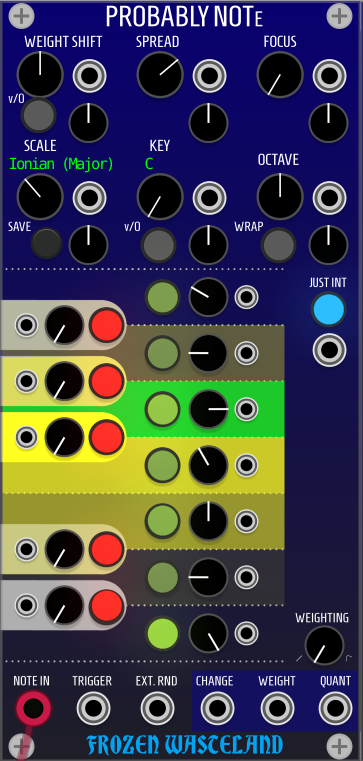 PROBABLY NOTE
WEIGHT SHIFT SPREAD FOCUS
V/O
SCALE KEY OCTAVE
Ionian (Major) C
SAVE V/O WRAP
JUST INT
WEIGHTING
NOTE IN TRIGGER EXT. RND CHANGE WEIGHT QUANT
FROZEN WASTELAND